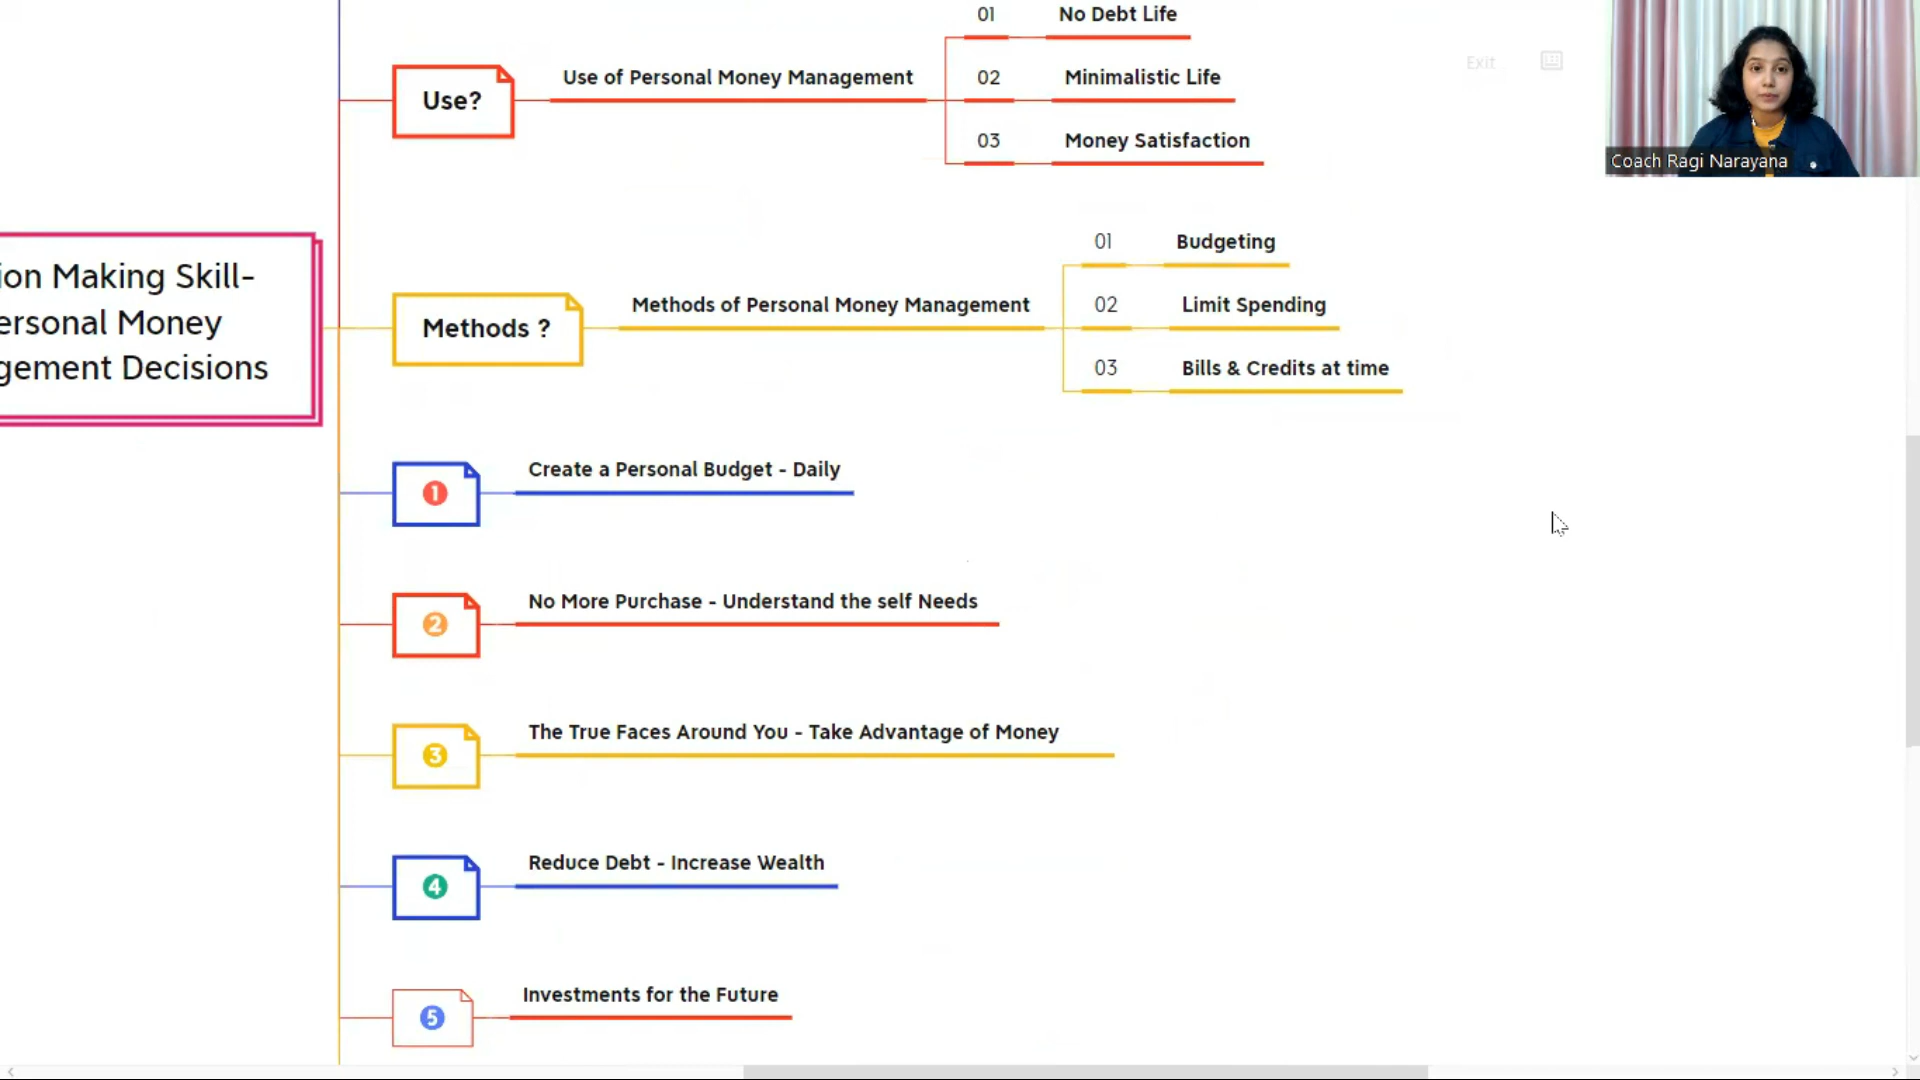 01 No Debt Life
Use? Use of Personal Money Management 02 Minimalistic Life
03 Money Satisfaction
Exit
Coach Ragi Narayana
Making Skill-
Money
Decisions
Methods ? Methods of Personal Money Management
01 Budgeting
02 Limit Spending
03 Bills & Credits at time
1 Create a Personal Budget - Daily
2 No More Purchase - Understand the self Needs
3 The True Faces Around You - Take Advantage of Money
4 Reduce Debt - Increase Wealth
5 Investments for the Future